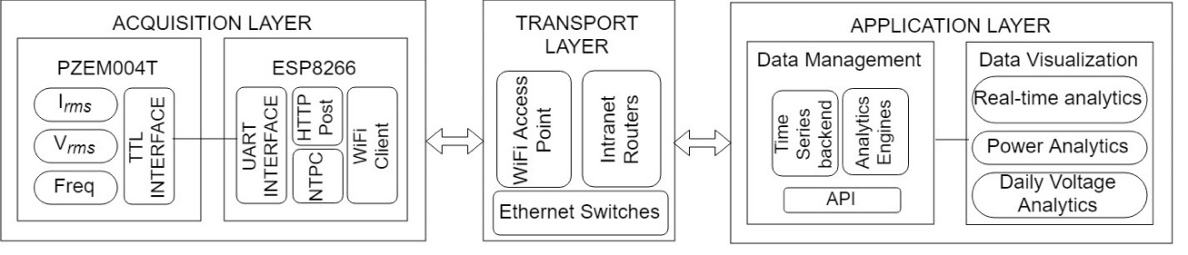 ACQUISITION LAYER
PZEM004T
Irms
Vrms
Freq
TTL
INTERFACE
ESP8266
UART
INTERFACE
HTTP
Post
NTPC
WiFi
Client
TRANSPORT
LAYER
WiFi Access
Point
Intranet
Routers
Ethernet Switches
APPLICATION LAYER
Data Management
Time
Series
backend
Analytics
Engines
API
Data Visualization
Real-time analytics
Power Analytics
Daily Voltage
Analytics